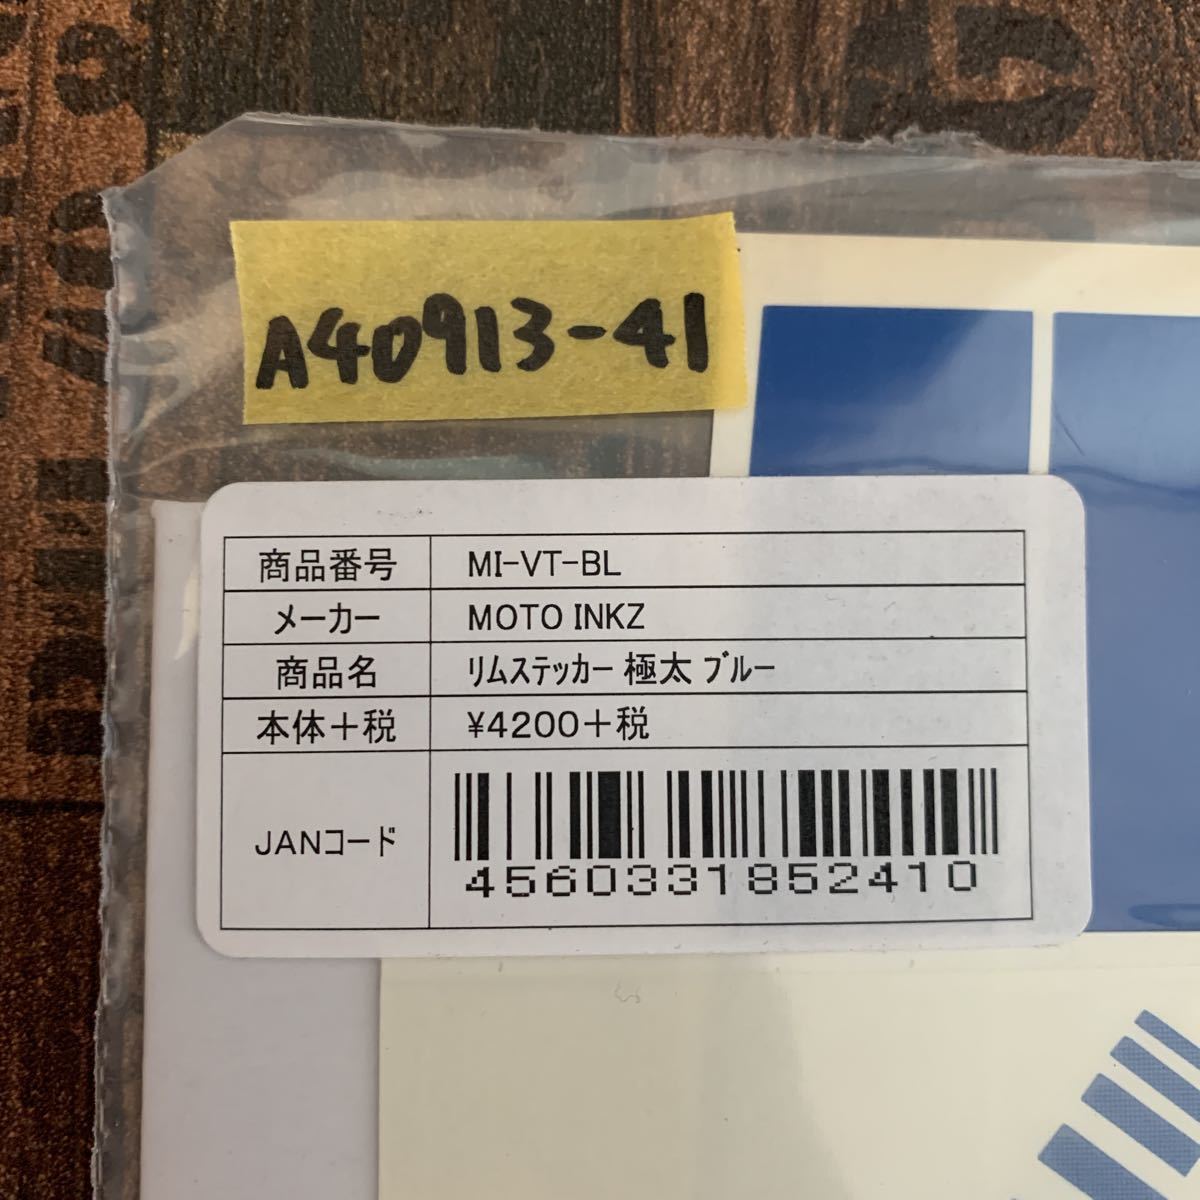 A40913-41
商品番号 MI-VT-BL
メーカー MOTO INKZ
商品名 リムステッカー 極太 ブルー
本体+税 ¥4200+税
JANコード
4560331852410